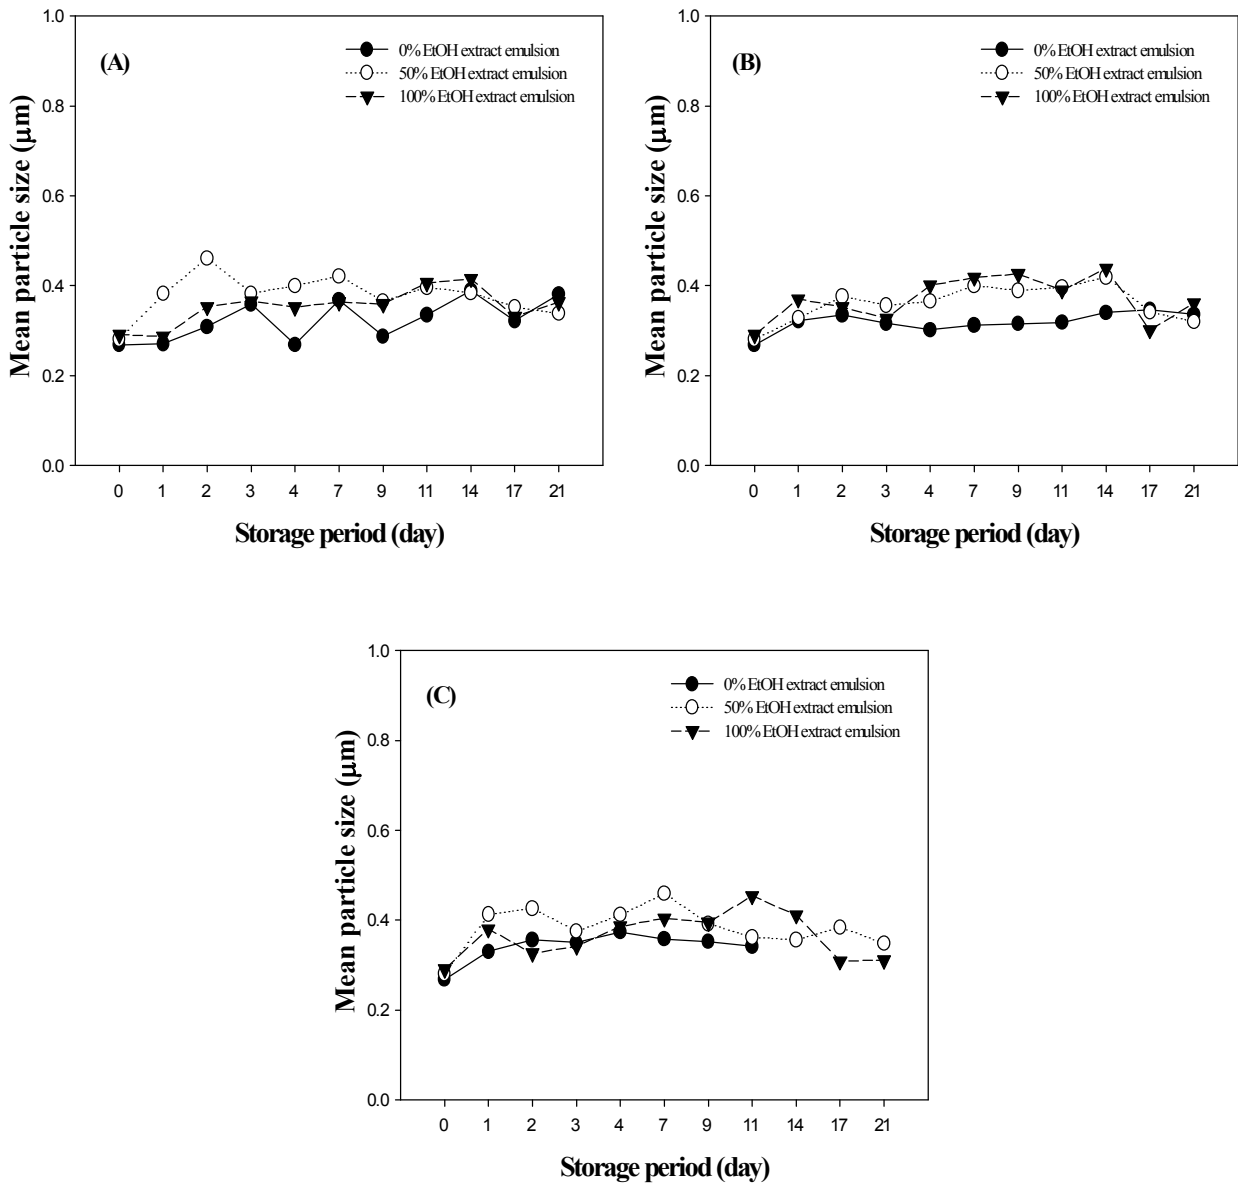 (A)
0% EtOH extract emulsion
50% EtOH extract emulsion
100% EtOH extract emulsion
Mean particle size (μm)
1.0
0.8
0.6
0.4
0.2
0.0
0 1 2 3 4 7 9 11 14 17 21
Storage period (day)
(B)
0% EtOH extract emulsion
50% EtOH extract emulsion
100% EtOH extract emulsion
Mean particle size (μm)
1.0
0.8
0.6
0.4
0.2
0.0
0 1 2 3 4 7 9 11 14 17 21
Storage period (day)
(C)
0% EtOH extract emulsion
50% EtOH extract emulsion
100% EtOH extract emulsion
Mean particle size (μm)
1.0
0.8
0.6
0.4
0.2
0.0
0 1 2 3 4 7 9 11 14 17 21
Storage period (day)